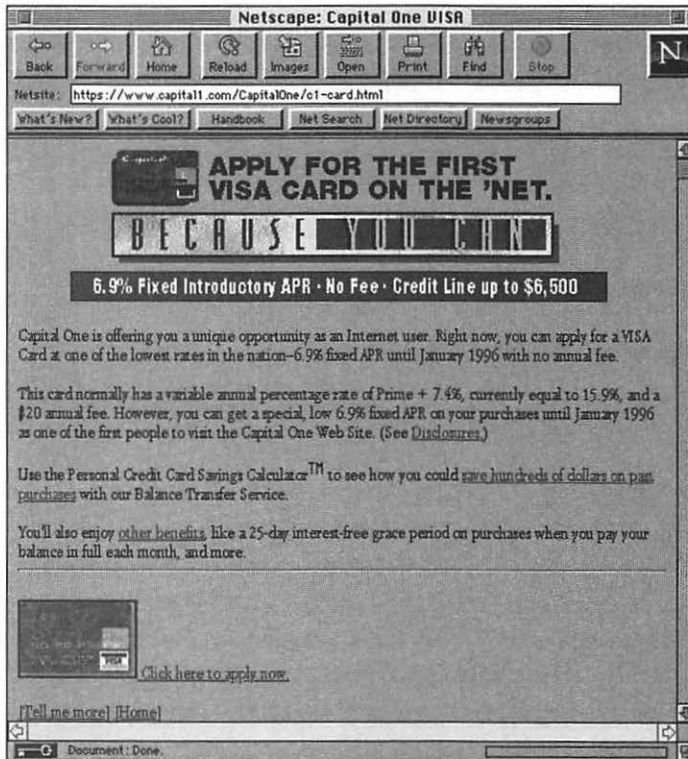 Netscape: Capital One VISA
Back Forward Home Reload Images Open Print Find Stop
N
Netsite: https://www.capital1.com/CapitalOne/c1-card.html
What's New? What's Cool? Handbook Net Search Net Directory Newsgroups
APPLY FOR THE FIRST
VISA CARD ON THE 'NET.
BECAUSE YOU CAN
6.9% Fixed Introductory APR · No Fee · Credit Line up to $6,500
Capital One is offering you a unique opportunity as an Internet user. Right now, you can apply for a VISA
Card at one of the lowest rates in the nation–6.9% fixed APR until January 1996 with no annual fee.
This card normally has a variable annual percentage rate of Prime + 7.4%, currently equal to 15.9%, and a
$20 annual fee. However, you can get a special, low 6.9% fixed APR on your purchases until January 1996
as one of the first people to visit the Capital One Web Site. (See Disclosures.)
Use the Personal Credit Card Savings Calculator™ to see how you could save hundreds of dollars on past
purchases with our Balance Transfer Service.
You'll also enjoy other benefits, like a 25-day interest-free grace period on purchases when you pay your
balance in full each month, and more.
VISA
Click here to apply now.
[Tell me more] [Home]
Document: Done.